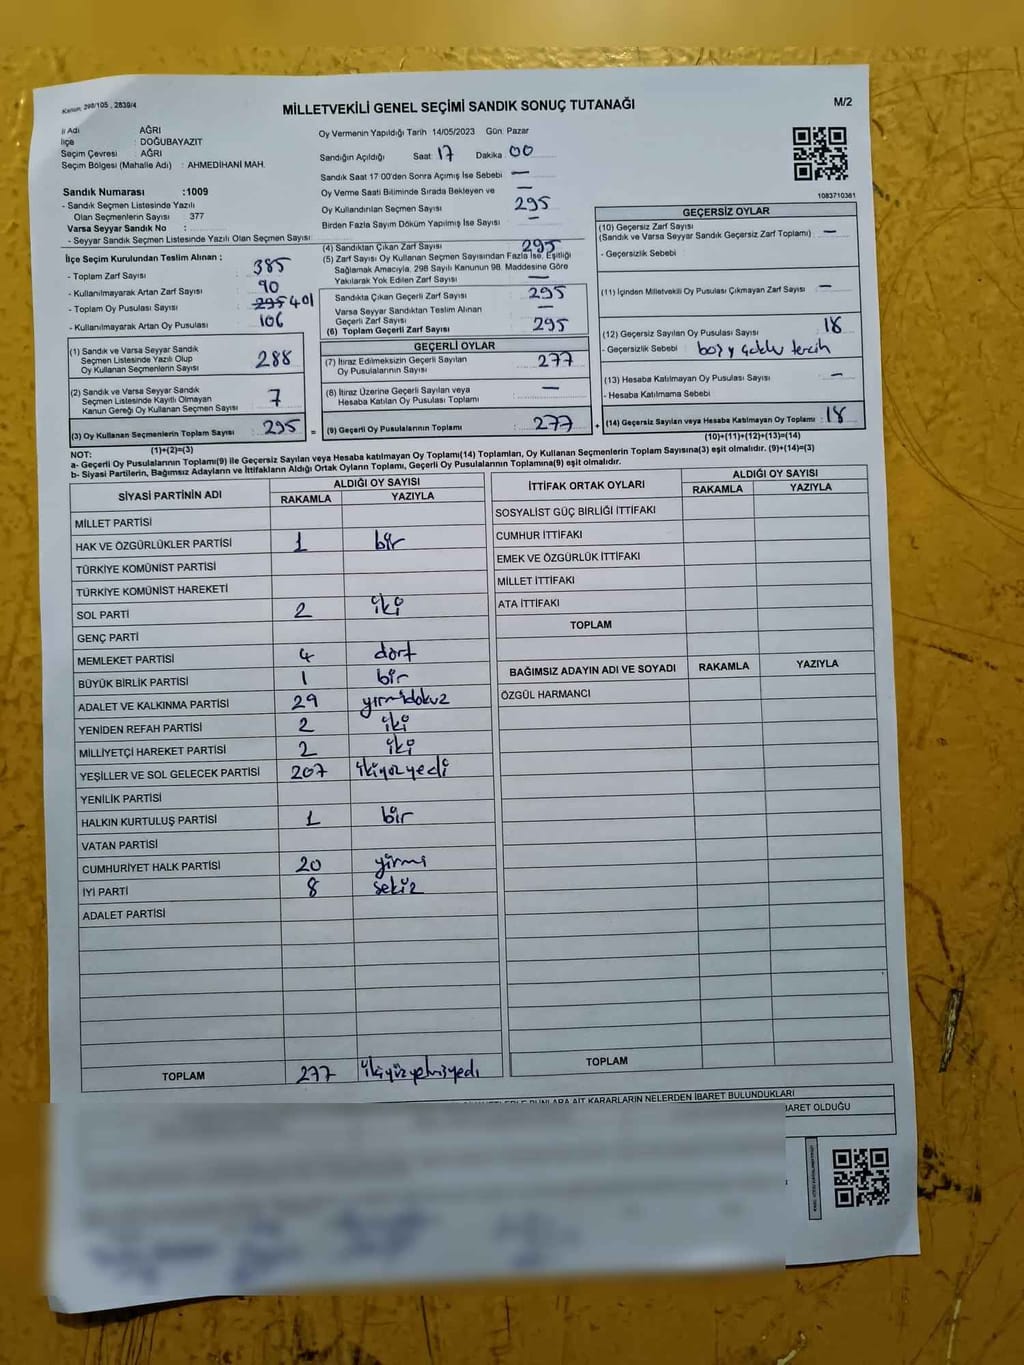 Kanun: 298/105, 2839/4
MİLLETVEKİLİ GENEL SEÇİMİ SANDIK SONUÇ TUTANAĞI
M/2
İl Adı : AĞRI
İlçe : DOĞUBAYAZIT
Seçim Çevresi : AĞRI
Seçim Bölgesi (Mahalle Adı) : AHMEDİHANİ MAH.
Oy Vermenin Yapıldığı Tarih 14/05/2023 Gün Pazar
Sandığın Açıldığı Saat 17 Dakika 00
Sandık Saat 17 00'den Sonra Açımış İse Sebebi —
Oy Verme Saati Bitiminde Sırada Bekleyen ve —
Oy Kullandırılan Seçmen Sayısı 295
Birden Fazla Sayım Döküm Yapılmış İse Sayısı —
1083710361
Sandık Numarası :1009
- Sandık Seçmen Listesinde Yazılı
Olan Seçmenlerin Sayısı : 377
Varsa Seyyar Sandık No :
- Seyyar Sandık Seçmen Listesinde Yazılı Olan Seçmen Sayısı
İlçe Seçim Kurulundan Teslim Alınan :
- Toplam Zarf Sayısı : 385
- Kullanılmayarak Artan Zarf Sayısı : 90
- Toplam Oy Pusulası Sayısı : 295 401
- Kullanılmayarak Artan Oy Pusulası : 106
(4) Sandıktan Çıkan Zarf Sayısı 295
(5) Zarf Sayısı Oy Kullanan Seçmen Sayısından Fazla İse, Eşitliği
Sağlamak Amacıyla, 298 Sayılı Kanunun 98. Maddesine Göre
Yakılarak Yok Edilen Zarf Sayısı —
Sandıkta Çıkan Geçerli Zarf Sayısı 295
Varsa Seyyar Sandıktan Teslim Alınan
Geçerli Zarf Sayısı —
(6) Toplam Geçerli Zarf Sayısı 295
GEÇERSİZ OYLAR
(10) Geçersiz Zarf Sayısı
(Sandık ve Varsa Seyyar Sandık Geçersiz Zarf Toplamı) —
- Geçersizlik Sebebi
(11) İçinden Milletvekili Oy Pusulası Çıkmayan Zarf Sayısı —
(12) Geçersiz Sayılan Oy Pusulası Sayısı 18
- Geçersizlik Sebebi
(13) Hesaba Katılmayan Oy Pusulası Sayısı —
- Hesaba Katılmama Sebebi
(14) Geçersiz Sayılan veya Hesaba Katılmayan Oy Toplamı : 18
(10)+(11)+(12)+(13)=(14)
(1) Sandık ve Varsa Seyyar Sandık
Seçmen Listesinde Yazılı Olup
Oy Kullanan Seçmenlerin Sayısı 288
(2) Sandık ve Varsa Seyyar Sandık
Seçmen Listesinde Kayıtlı Olmayan
Kanun Gereği Oy Kullanan Seçmen Sayısı 7
(3) Oy Kullanan Seçmenlerin Toplam Sayısı 295 =
(1)+(2)=(3)
GEÇERLİ OYLAR
(7) İtiraz Edilmeksizin Geçerli Sayılan
Oy Pusulalarının Sayısı 277
(8) İtiraz Üzerine Geçerli Sayılan veya
Hesaba Katılan Oy Pusulası Toplamı —
(9) Geçerli Oy Pusulalarının Toplamı : 277 +
NOT:
a- Geçerli Oy Pusulalarının Toplamı(9) ile Geçersiz Sayılan veya Hesaba katılmayan Oy Toplamı(14) Toplamları, Oy Kullanan Seçmenlerin Toplam Sayısına(3) eşit olmalıdır. (9)+(14)=(3)
b- Siyasi Partilerin, Bağımsız Adayların ve İttifakların Aldığı Ortak Oyların Toplamı, Geçerli Oy Pusulalarının Toplamına(9) eşit olmalıdır.
SİYASİ PARTİNİN ADI ALDIĞI OY SAYISI
RAKAMLA YAZIYLA
MİLLET PARTİSİ
HAK VE ÖZGÜRLÜKLER PARTİSİ 1 bir
TÜRKİYE KOMÜNİST PARTİSİ
TÜRKİYE KOMÜNİST HAREKETİ
SOL PARTİ 2 iki
GENÇ PARTİ
MEMLEKET PARTİSİ 4 dört
BÜYÜK BİRLİK PARTİSİ 1 bir
ADALET VE KALKINMA PARTİSİ 29 yirmidokuz
YENİDEN REFAH PARTİSİ 2 iki
MİLLİYETÇİ HAREKET PARTİSİ 2 iki
YEŞİLLER VE SOL GELECEK PARTİSİ 207 ikiyüzyedi
YENİLİK PARTİSİ
HALKIN KURTULUŞ PARTİSİ 1 bir
VATAN PARTİSİ
CUMHURİYET HALK PARTİSİ 20 yirmi
İYİ PARTİ 8 sekiz
ADALET PARTİSİ
TOPLAM 277 ikiyüzyetmişyedi
İTTİFAK ORTAK OYLARI ALDIĞI OY SAYISI
RAKAMLA YAZIYLA
SOSYALİST GÜÇ BİRLİĞİ İTTİFAKI
CUMHUR İTTİFAKI
EMEK VE ÖZGÜRLÜK İTTİFAKI
MİLLET İTTİFAKI
ATA İTTİFAKI
TOPLAM
BAĞIMSIZ ADAYIN ADI VE SOYADI RAKAMLA YAZIYLA
ÖZGÜL HARMANCI
TOPLAM
BUNLARA AİT KARARLARIN NELERDEN İBARET BULUNDUKLARI
İBARET OLDUĞU